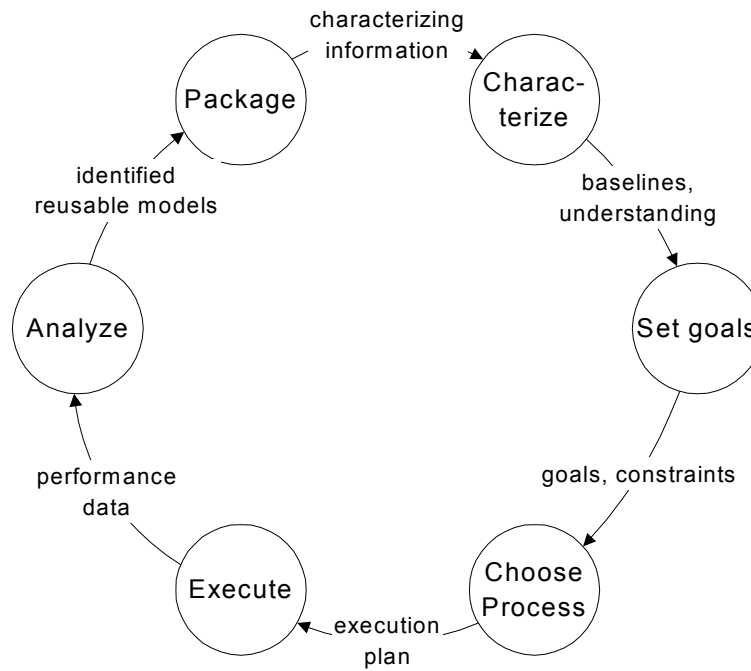 characterizing
information
Package
Charac-
terize
identified
reusable models
baselines,
understanding
Analyze
Set goals
performance
data
goals, constraints
Execute
execution
plan
Choose
Process